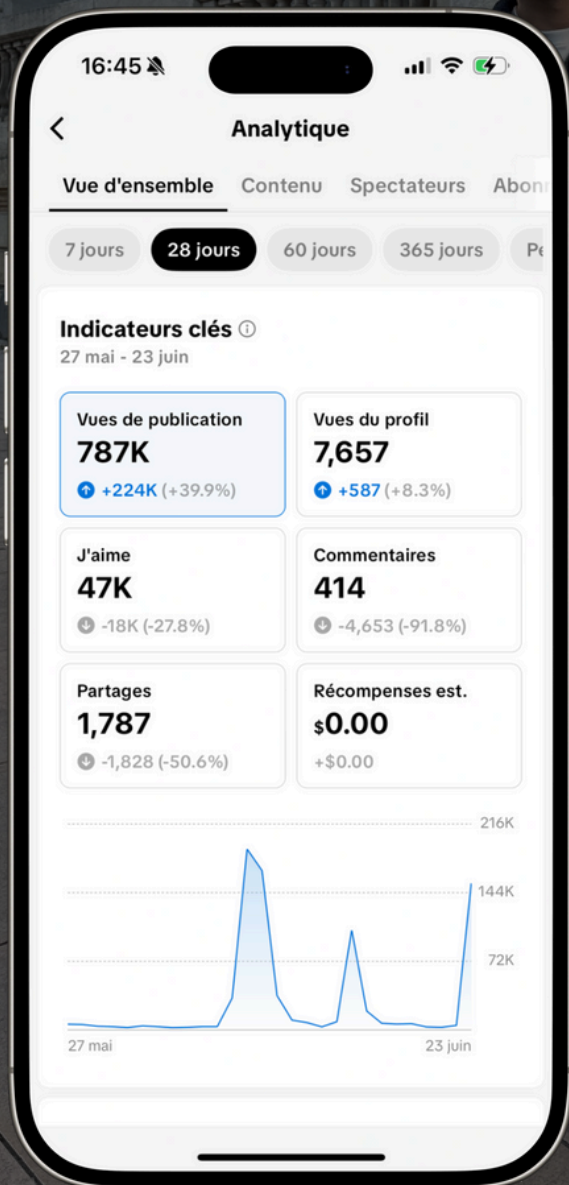 16:45
Analytique
Vue d'ensemble Contenu Spectateurs
7 jours 28 jours 60 jours 365 jours
Indicateurs clés
27 mai - 23 juin
Vues de publication
787K
+224K (+39.9%)
Vues du profil
7,657
+587 (+8.3%)
J'aime
47K
-18K (-27.8%)
Commentaires
414
-4,653 (-91.8%)
Partages
1,787
-1,828 (-50.6%)
Récompenses est.
$0.00
+$0.00
216K
144K
72K
27 mai 23 juin